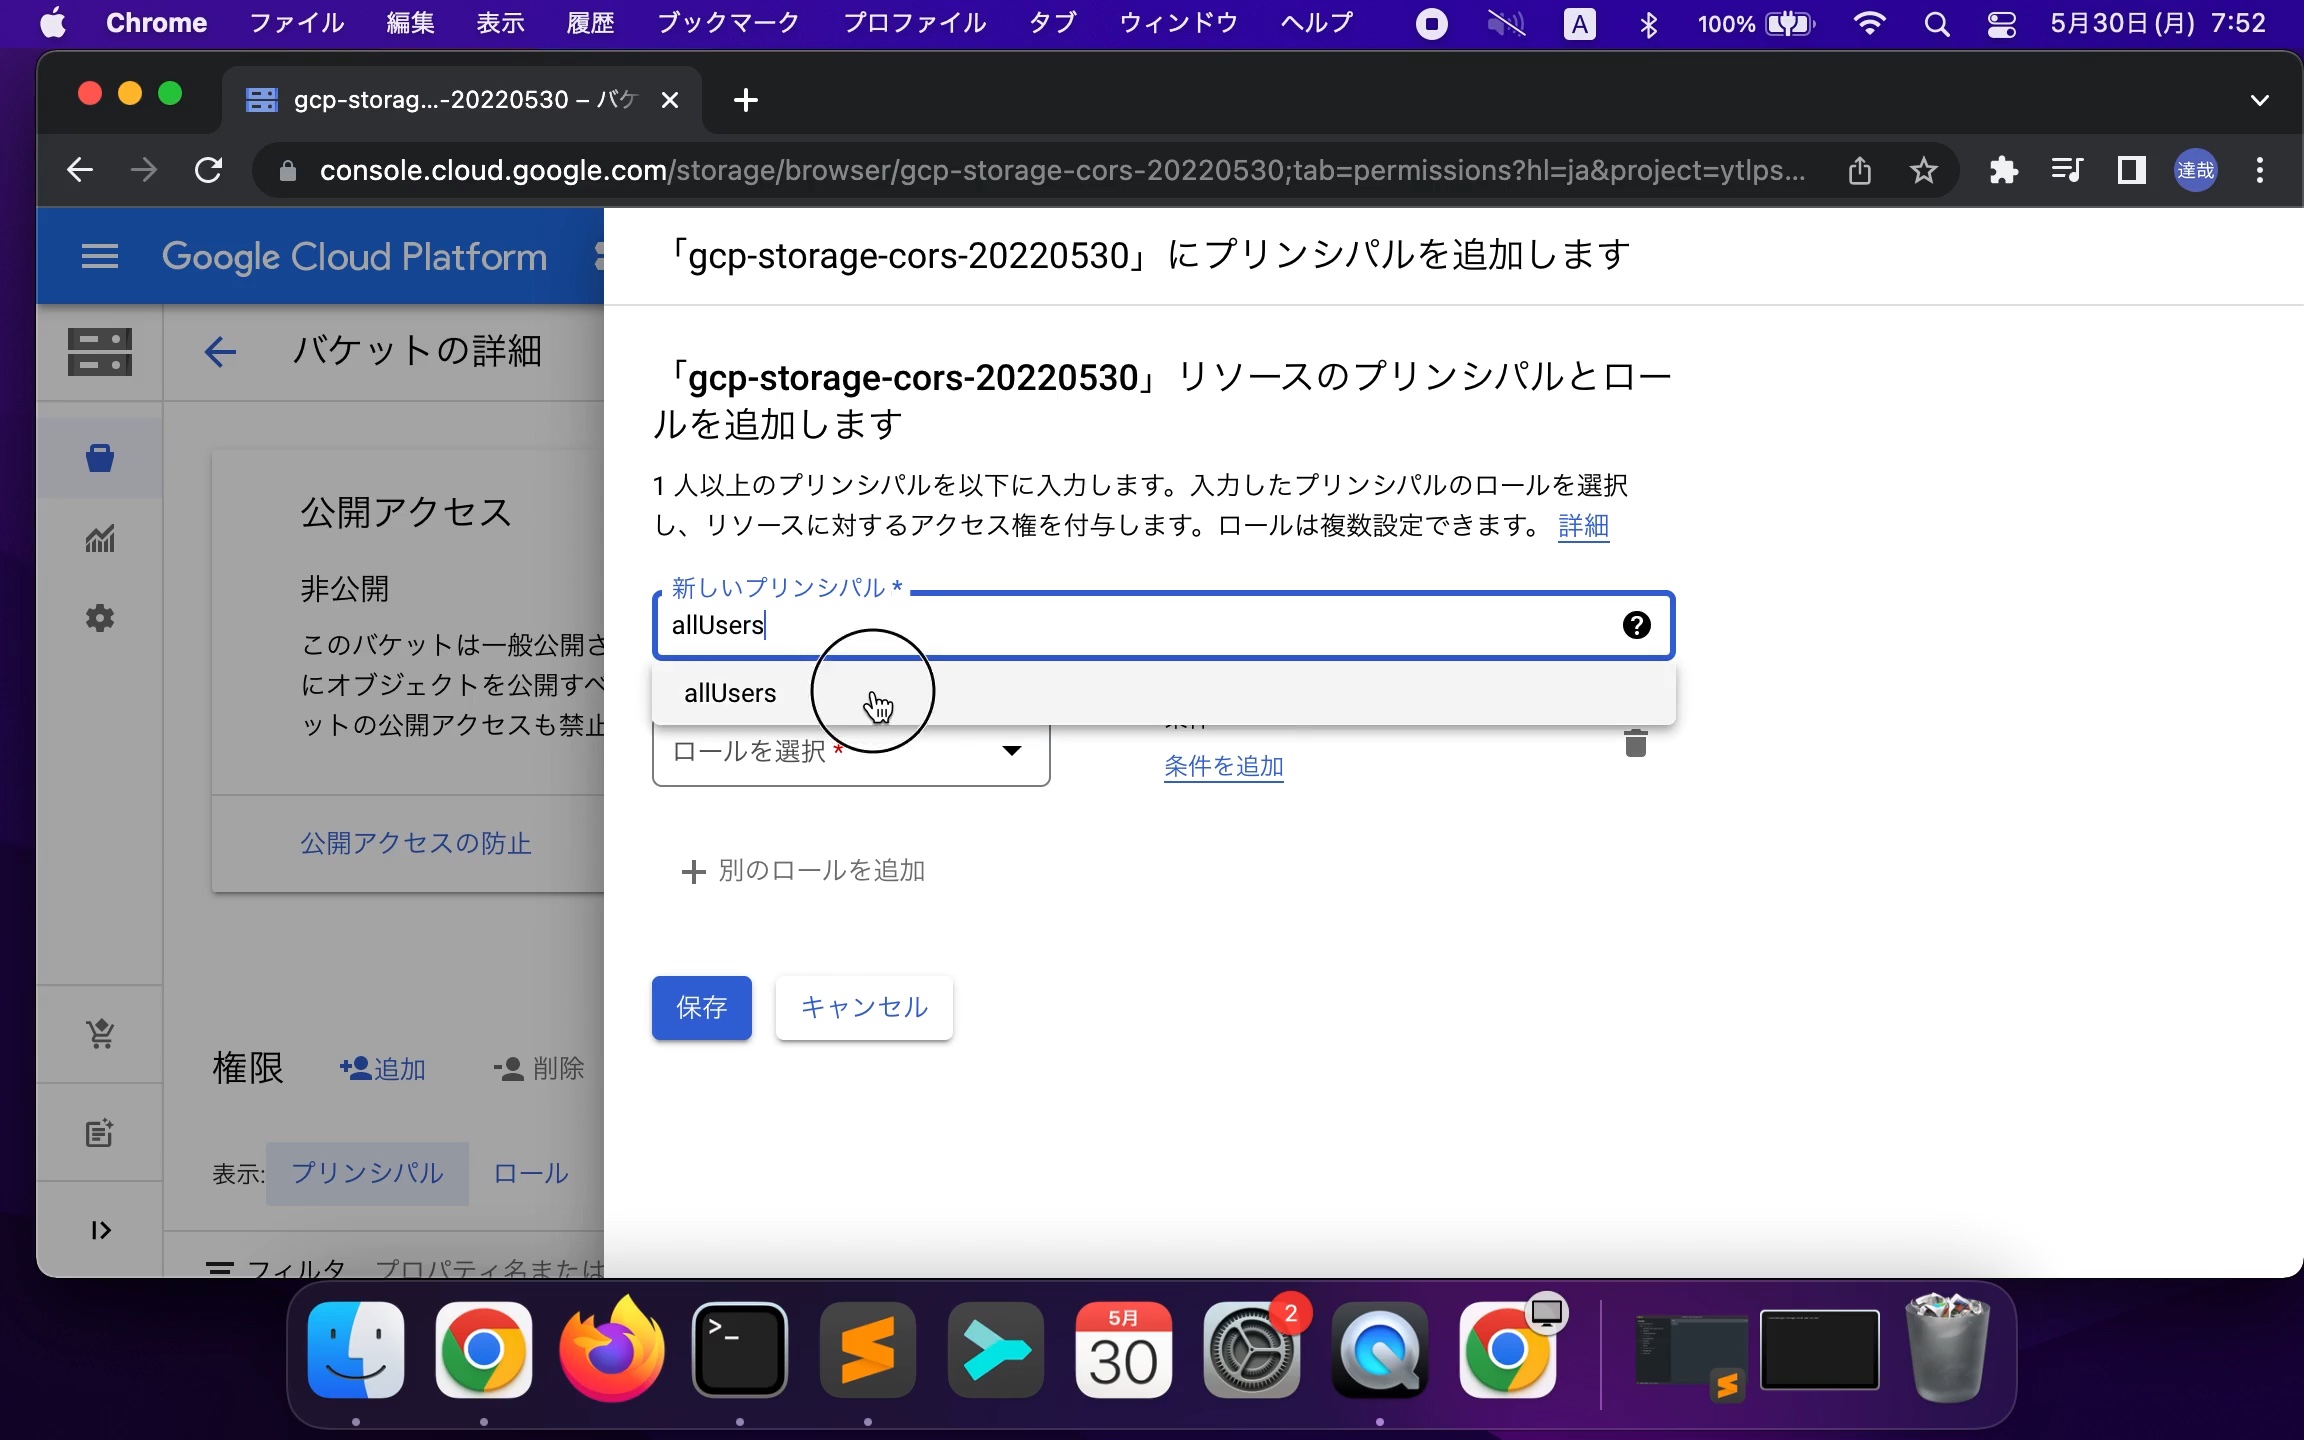 Chrome ファイル 編集 表示 履歴 ブックマーク プロファイル タブ ウィンドウ ヘルプ A 100% 5月30日(月) 7:52
gcp-storag...-20220530 – バケ
console.cloud.google.com/storage/browser/gcp-storage-cors-20220530;tab=permissions?hl=ja&project=ytlps... 達哉
Google Cloud Platform
「gcp-storage-cors-20220530」にプリンシパルを追加します
バケットの詳細
公開アクセス
非公開
このバケットは一般公開さ
にオブジェクトを公開すべ
ットの公開アクセスも禁止
公開アクセスの防止
権限 追加 削除
表示: プリンシパル ロール
フィルタ プロパティ名または
「gcp-storage-cors-20220530」リソースのプリンシパルとロー
ルを追加します
1 人以上のプリンシパルを以下に入力します。入力したプリンシパルのロールを選択
し、リソースに対するアクセス権を付与します。ロールは複数設定できます。 詳細
新しいプリンシパル *
allUsers
allUsers
ロールを選択 *
条件を追加
別のロールを追加
保存 キャンセル
5月
30
2